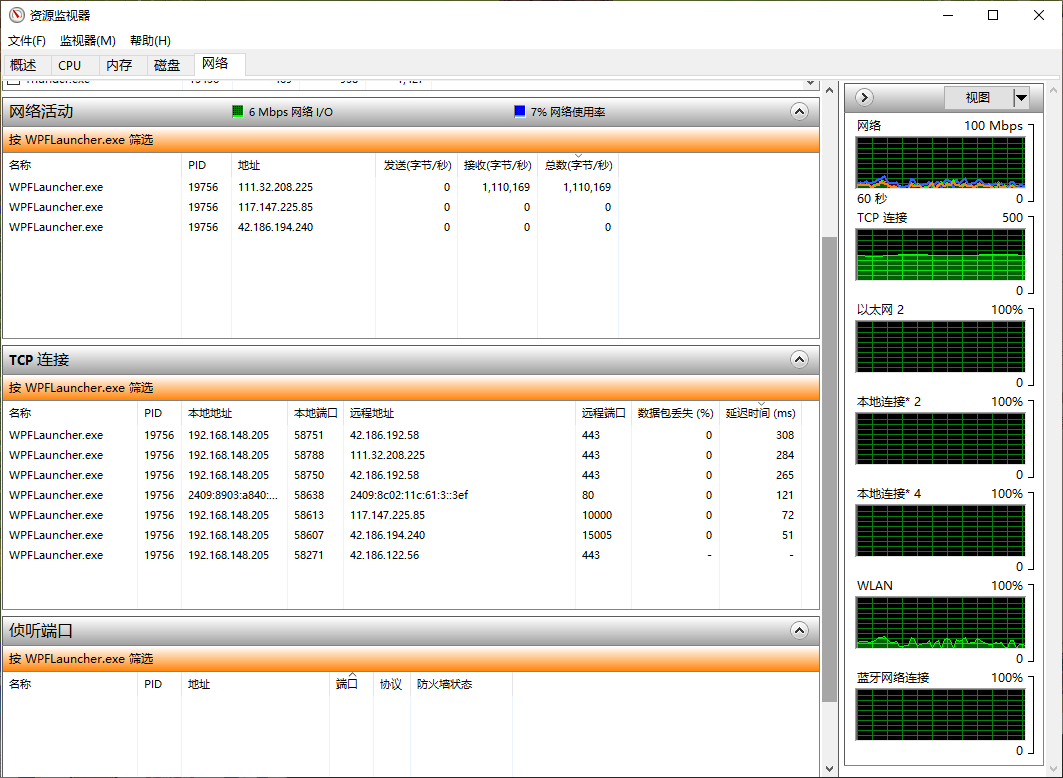 资源监视器
文件(F) 监视器(M) 帮助(H)
概述 CPU 内存 磁盘 网络
网络活动 6 Mbps 网络 I/O 7% 网络使用率
按 WPFLauncher.exe 筛选
名称 PID 地址 发送(字节/秒) 接收(字节/秒) 总数(字节/秒)
WPFLauncher.exe 19756 111.32.208.225 0 1,110,169 1,110,169
WPFLauncher.exe 19756 117.147.225.85 0 0 0
WPFLauncher.exe 19756 42.186.194.240 0 0 0
TCP 连接
按 WPFLauncher.exe 筛选
名称 PID 本地地址 本地端口 远程地址 远程端口 数据包丢失 (%) 延迟时间 (ms)
WPFLauncher.exe 19756 192.168.148.205 58751 42.186.192.58 443 0 308
WPFLauncher.exe 19756 192.168.148.205 58788 111.32.208.225 443 0 284
WPFLauncher.exe 19756 192.168.148.205 58750 42.186.192.58 443 0 265
WPFLauncher.exe 19756 2409:8903:a840:... 58638 2409:8c02:11c:61:3::3ef 80 0 121
WPFLauncher.exe 19756 192.168.148.205 58613 117.147.225.85 10000 0 72
WPFLauncher.exe 19756 192.168.148.205 58607 42.186.194.240 15005 0 51
WPFLauncher.exe 19756 192.168.148.205 58271 42.186.122.56 443 - -
侦听端口
按 WPFLauncher.exe 筛选
名称 PID 地址 端口 协议 防火墙状态
视图
网络 100 Mbps
60 秒 0
TCP 连接 500
0
以太网 2 100%
0
本地连接* 2 100%
0
本地连接* 4 100%
0
WLAN 100%
0
蓝牙网络连接 100%
0